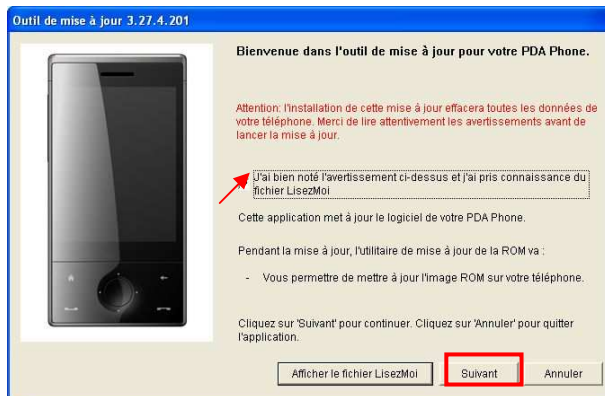 Outil de mise à jour 3.27.4.201
Bienvenue dans l'outil de mise à jour pour votre PDA Phone.
Attention: l'installation de cette mise à jour effacera toutes les données de
votre téléphone. Merci de lire attentivement les avertissements avant de
lancer la mise à jour.
J'ai bien noté l'avertissement ci-dessus et j'ai pris connaissance du
fichier LisezMoi
Cette application met à jour le logiciel de votre PDA Phone.
Pendant la mise à jour, l'utilitaire de mise à jour de la ROM va :
- Vous permettre de mettre à jour l'image ROM sur votre téléphone.
Cliquez sur 'Suivant' pour continuer. Cliquez sur 'Annuler' pour quitter
l'application.
Afficher le fichier LisezMoi Suivant Annuler